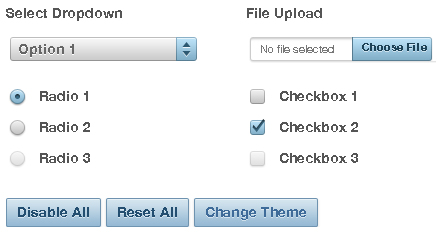 Select Dropdown File Upload
Option 1 No file selected Choose File
Radio 1 Checkbox 1
Radio 2 Checkbox 2
Radio 3 Checkbox 3
Disable All Reset All Change Theme